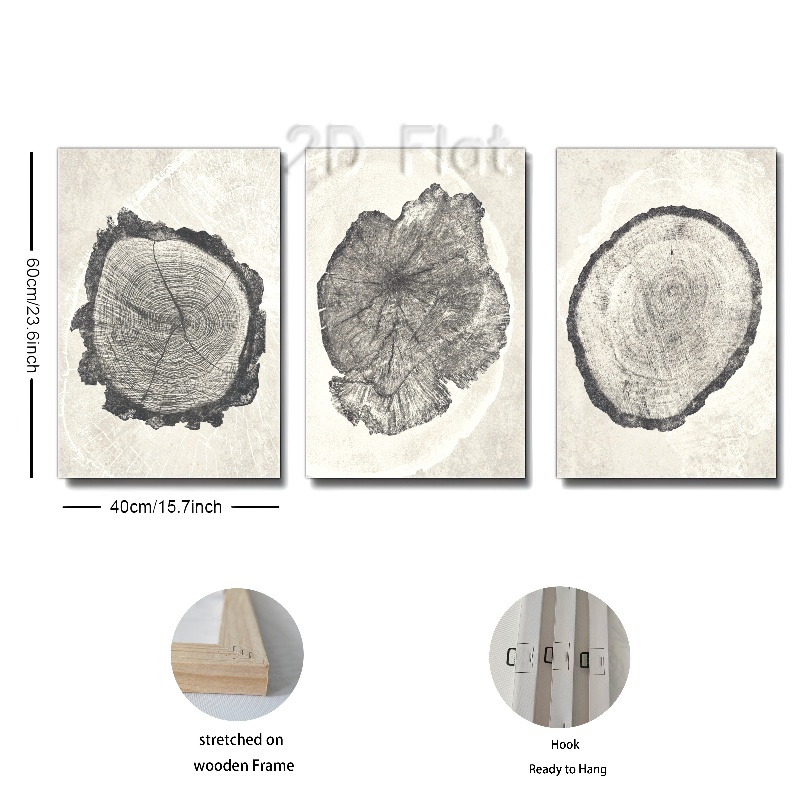 2D Flat
60cm/23.6inch
40cm/15.7inch
stretched on
wooden Frame
Hook
Ready to Hang